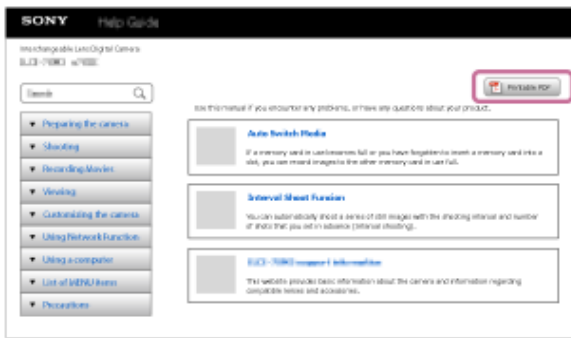 SONY Help Guide
Interchangeable Lens Digital Camera
Search
Printable PDF
Use this manual if you encounter any problems, or have any questions about your product.
Preparing the camera
Shooting
Recording Movies
Viewing
Customizing the camera
Using Network Function
Using a computer
List of MENU items
Precautions
Auto Switch Media
If a memory card in use becomes full or you have forgotten to insert a memory card into a
slot, you can record images to the other memory card in use full.
Interval Shoot Funsion
You can automatically shoot a series of still images with the shooting interval and number
of shots that you set in advance (Interval shooting).
support information
This website provides basic information about the camera and information regarding
compatible lenses and accessories.